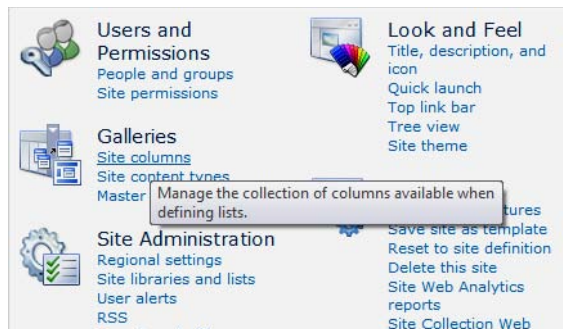 Users and
Permissions
People and groups
Site permissions
Galleries
Site columns
Site content types
Master
Manage the collection of columns available when
defining lists.
Site Administration
Regional settings
Site libraries and lists
User alerts
RSS
Look and Feel
Title, description, and
icon
Quick launch
Top link bar
Tree view
Site theme
Save site as template
Reset to site definition
Delete this site
Site Web Analytics
reports
Site Collection Web